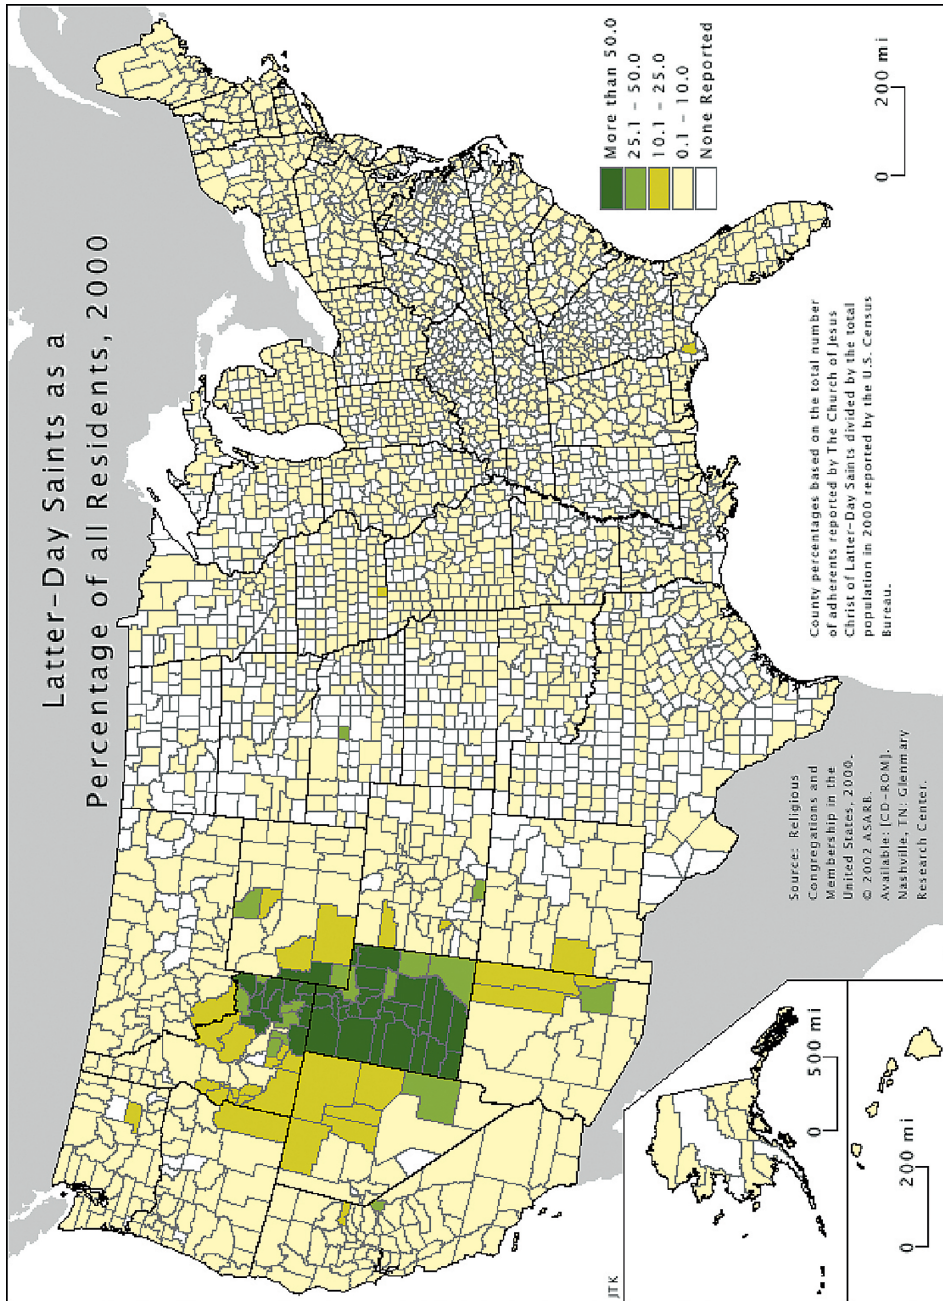 Latter-Day Saints as a
Percentage of all Residents, 2000
More than 50.0
25.1 - 50.0
10.1 - 25.0
0.1 - 10.0
None Reported
0 200 mi
County percentages based on the total number
of adherents reported by The Church of Jesus
Christ of Latter-Day Saints divided by the total
population in 2000 reported by the U.S. Census
Bureau.
Source: Religious
Congregations and
Membership in the
United States, 2000.
© 2002 ASARB.
Available: [CD-ROM].
Nashville, TN: Glenmary
Research Center.
JTK
0 500 mi
0 200 mi